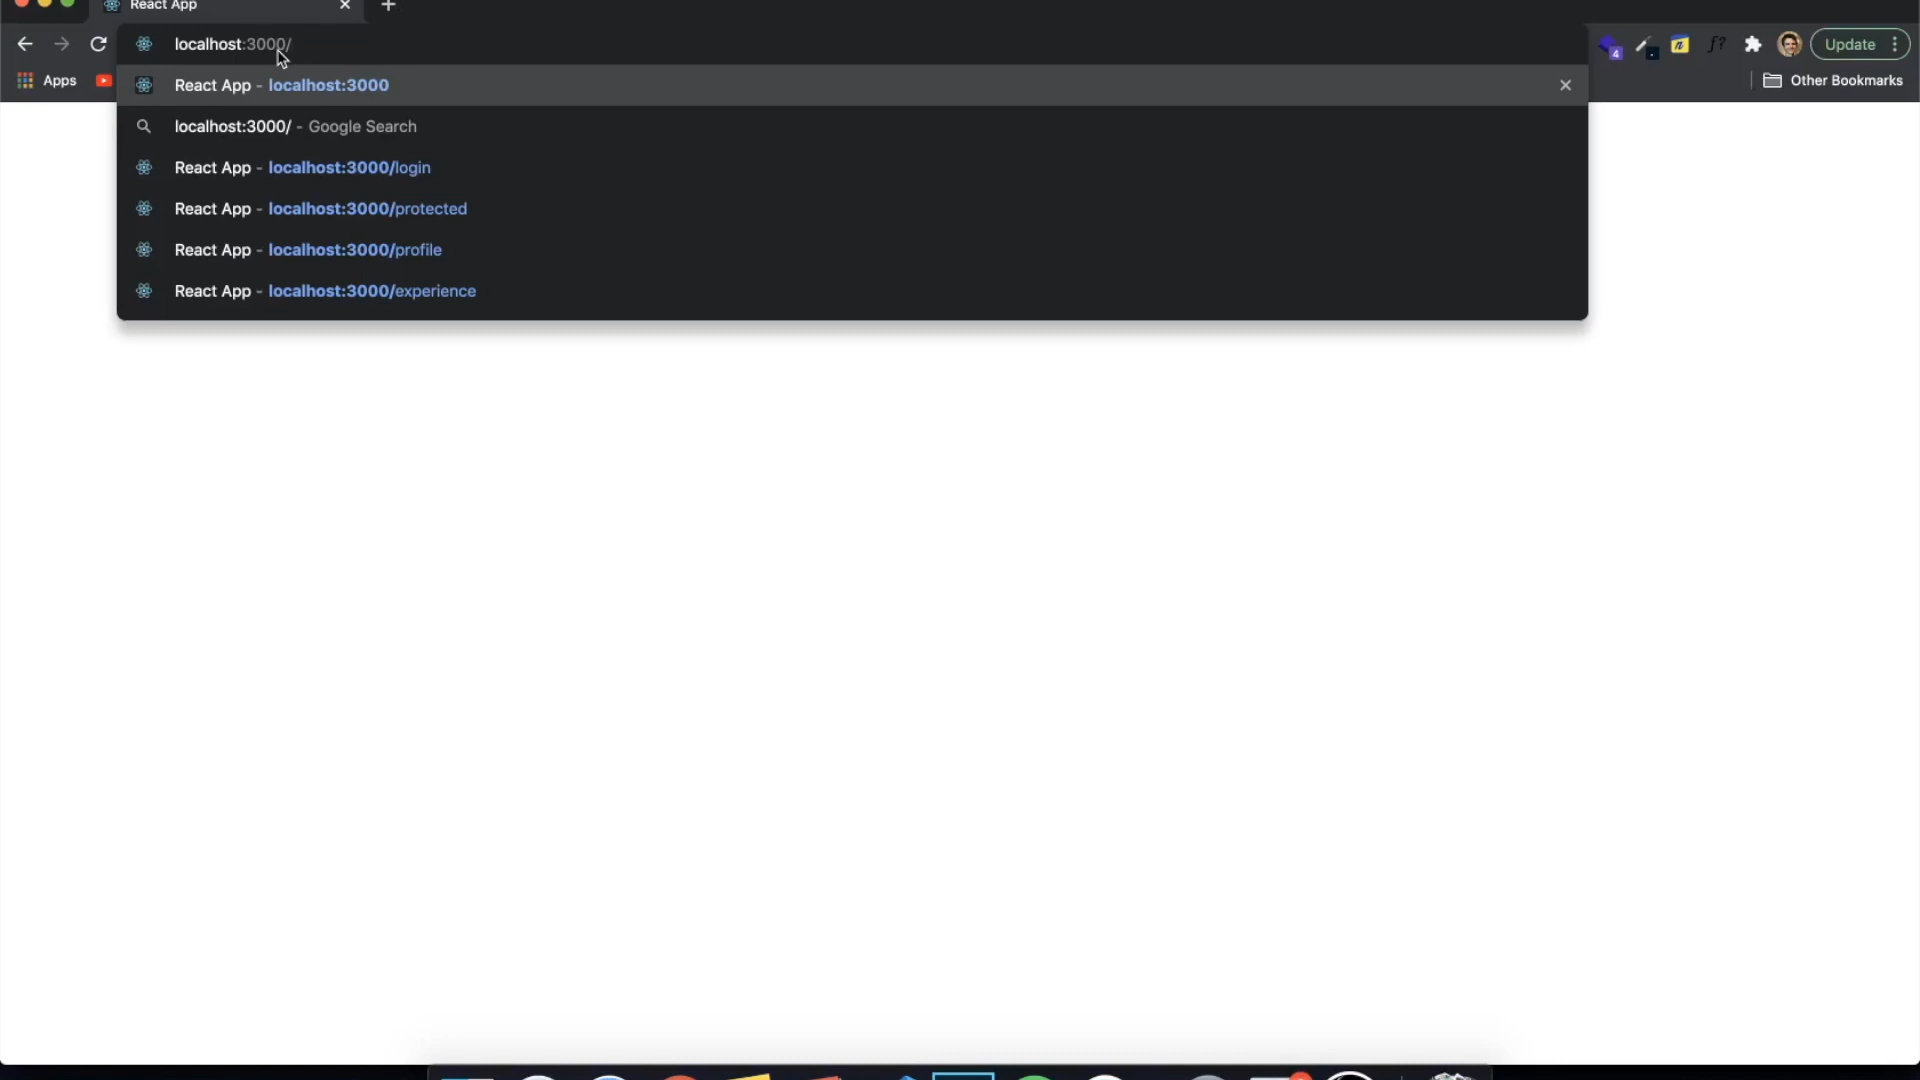 React App
localhost:3000/
4
n
f?
Update
Apps
Other Bookmarks
React App - localhost:3000
localhost:3000/ - Google Search
React App - localhost:3000/login
React App - localhost:3000/protected
React App - localhost:3000/profile
React App - localhost:3000/experience